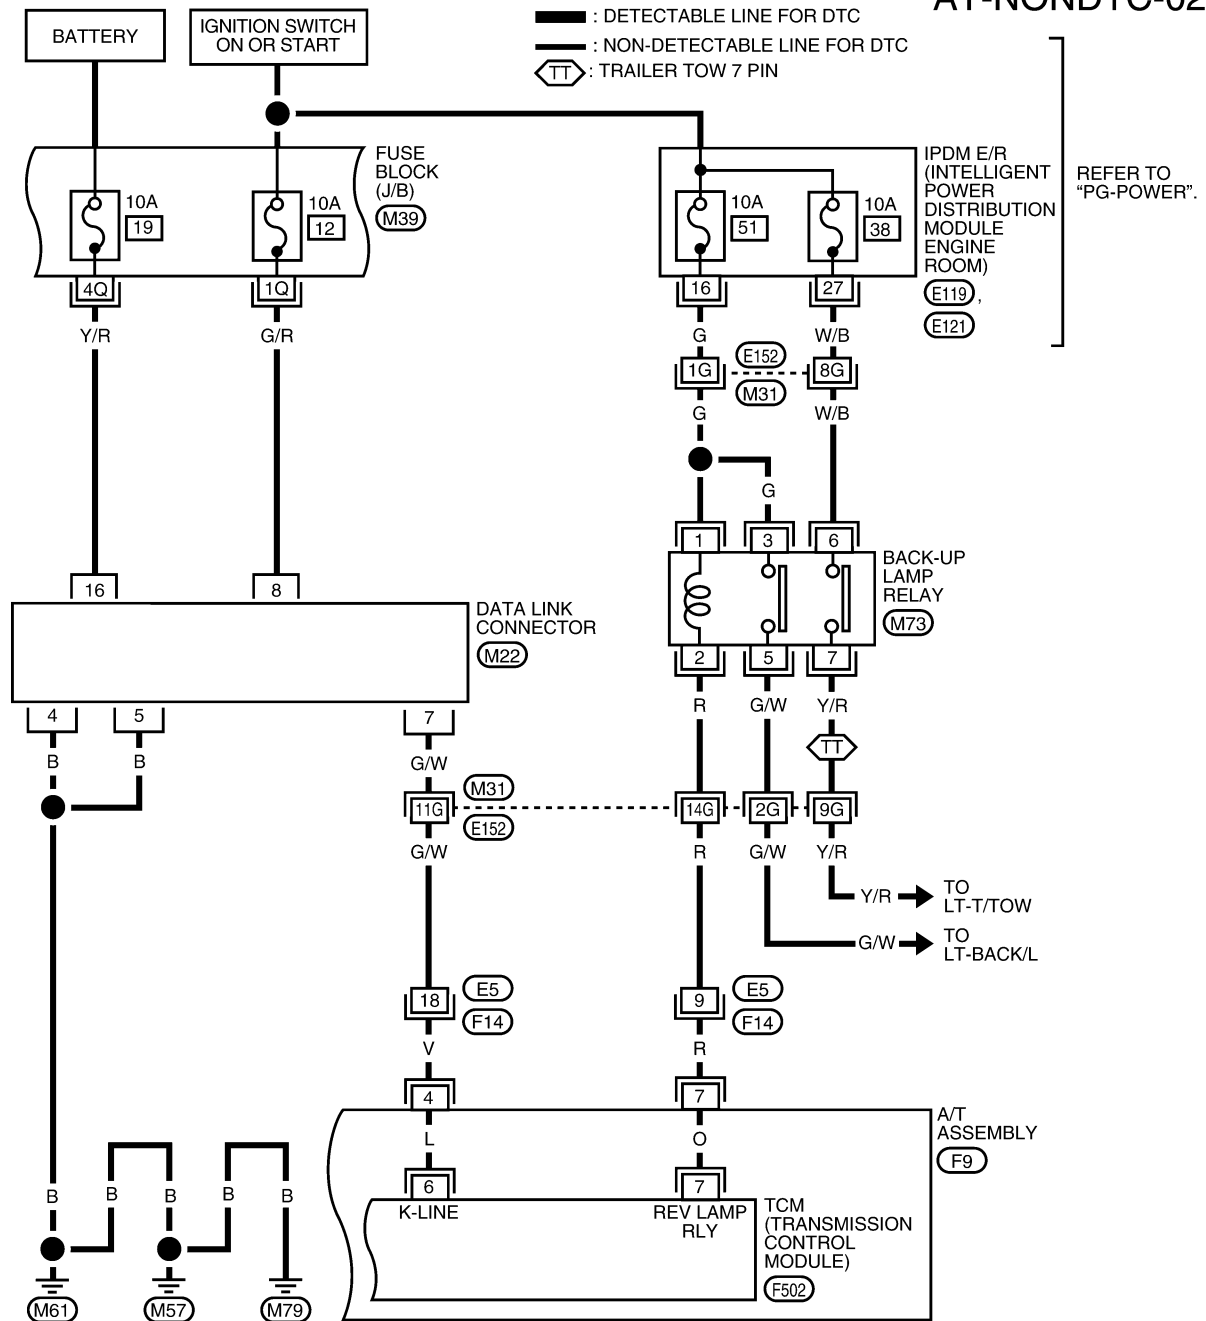 AT-NONDTC-02
BATTERY
IGNITION SWITCH
ON OR START
: DETECTABLE LINE FOR DTC
: NON-DETECTABLE LINE FOR DTC
TT : TRAILER TOW 7 PIN
FUSE
BLOCK
(J/B)
M39
10A
19
10A
12
10A
51
10A
38
IPDM E/R
(INTELLIGENT
POWER
DISTRIBUTION
MODULE
ENGINE
ROOM)
E119 ,
E121
REFER TO
“PG-POWER”.
4Q
1Q
16
27
Y/R
G/R
G
W/B
1G
E152
M31
8G
G
W/B
G
16
8
1
3
6
DATA LINK
CONNECTOR
M22
BACK-UP
LAMP
RELAY
M73
2
5
7
4
5
7
R
G/W
Y/R
B
B
G/W
TT
11G
M31
E152
14G
2G
9G
G/W
R
G/W
Y/R
Y/R
TO
LT-T/TOW
G/W
TO
LT-BACK/L
18
E5
F14
9
E5
F14
V
R
4
7
A/T
ASSEMBLY
F9
L
O
6
7
K-LINE
REV LAMP
RLY
TCM
(TRANSMISSION
CONTROL
MODULE)
F502
B
B
B
B
B
M61
M57
M79